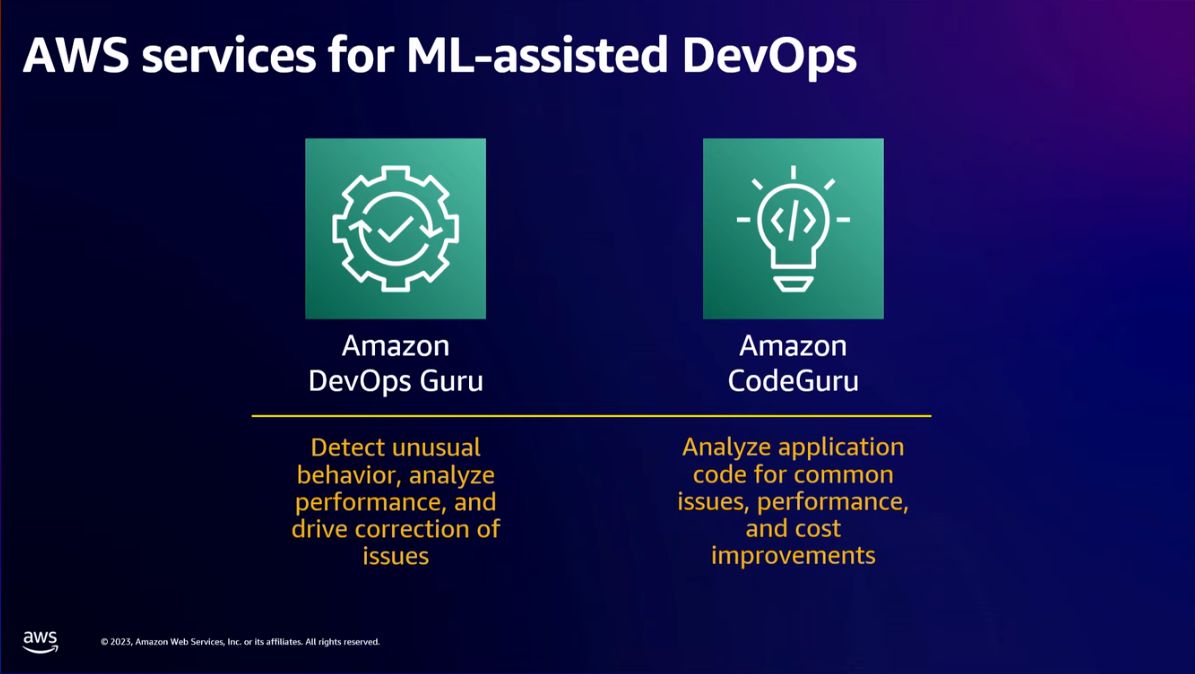 AWS services for ML-assisted DevOps
</>
Amazon
DevOps Guru
Amazon
CodeGuru
Detect unusual
behavior, analyze
performance, and
drive correction of
issues
Analyze application
code for common
issues, performance,
and cost
improvements
aws
© 2023, Amazon Web Services, Inc. or its affiliates. All rights reserved.